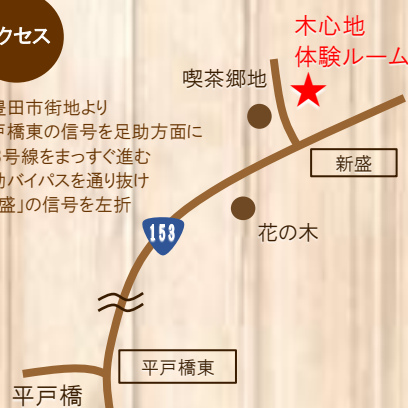 クセス
木心地
体験ルーム
喫茶郷地
豊田市街地より
戸橋東の信号を足助方面に
号線をまっすぐ進む
助バイパスを通り抜け
盛」の信号を左折
新盛
153
花の木
平戸橋東
平戸橋